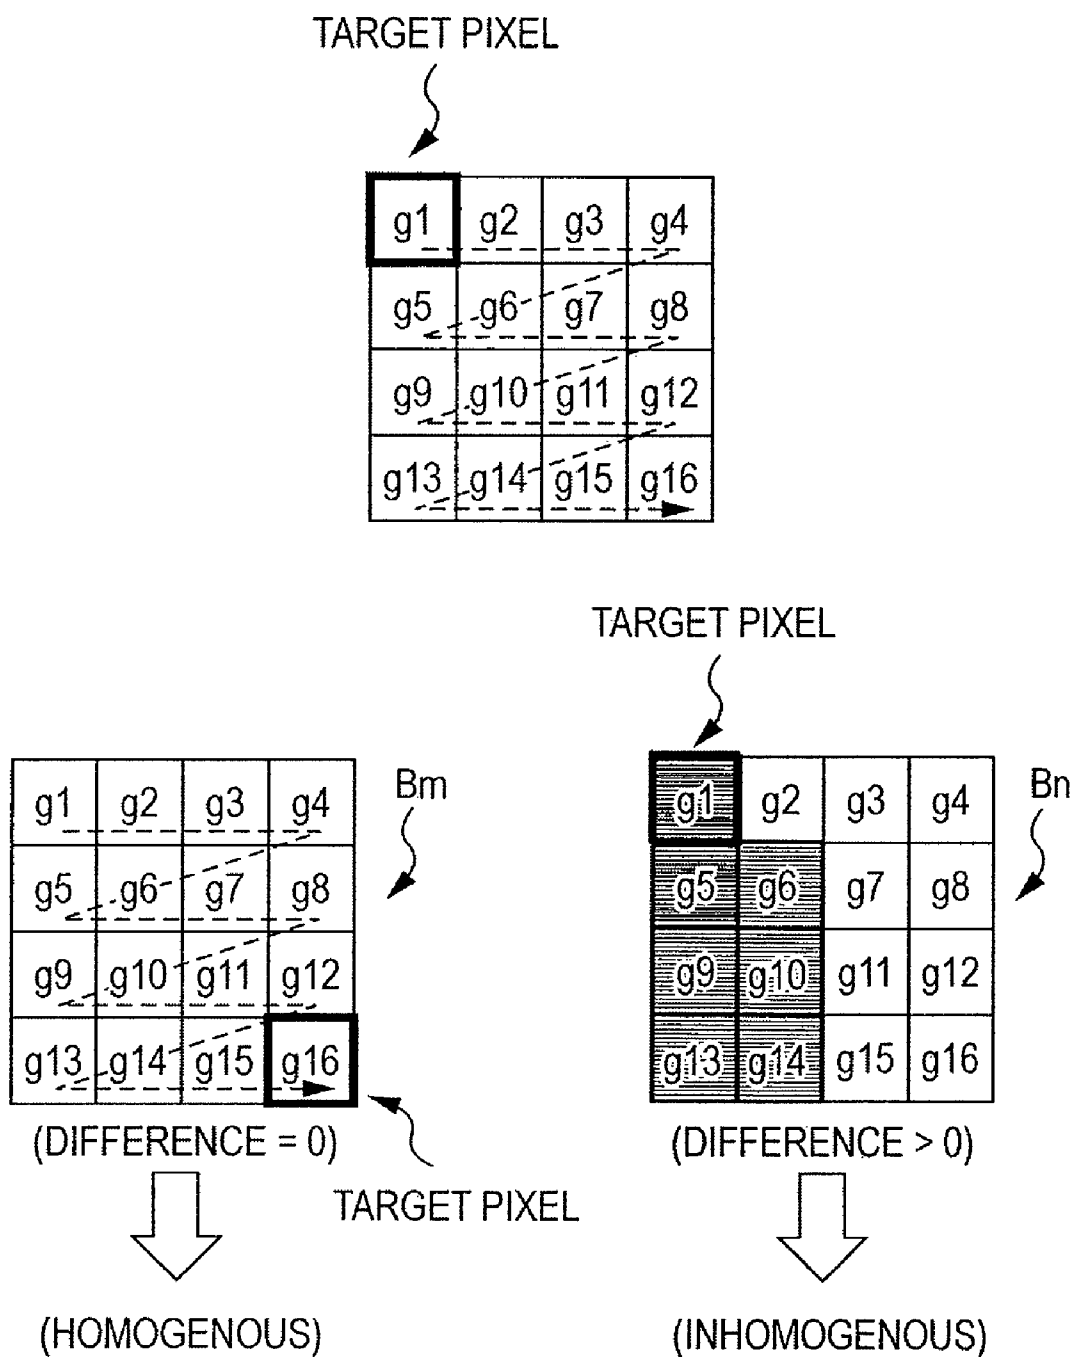 TARGET PIXEL
g1 g2 g3 g4
g5 g6 g7 g8
g9 g10 g11 g12
g13 g14 g15 g16
TARGET PIXEL
g1 g2 g3 g4
Bm
g5 g6 g7 g8
g9 g10 g11 g12
g13 g14 g15 g16
(DIFFERENCE = 0)
TARGET PIXEL
(HOMOGENOUS)
g1 g2 g3 g4
Bn
g5 g6 g7 g8
g9 g10 g11 g12
g13 g14 g15 g16
(DIFFERENCE > 0)
(INHOMOGENOUS)